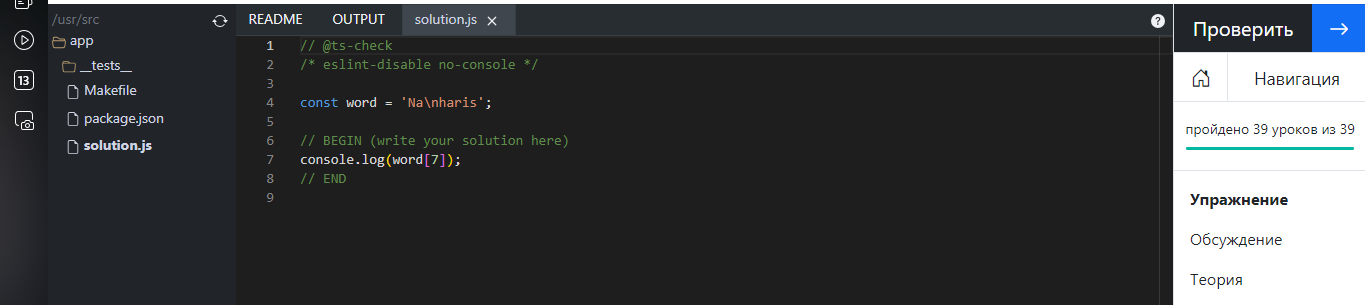 /usr/src
app
__tests__
Makefile
package.json
solution.js
13
README OUTPUT solution.js ×
?
1 // @ts-check
2 /* eslint-disable no-console */
3
4 const word = 'Na\nharis';
5
6 // BEGIN (write your solution here)
7 console.log(word[7]);
8 // END
9
Проверить
Навигация
пройдено 39 уроков из 39
Упражнение
Обсуждение
Теория